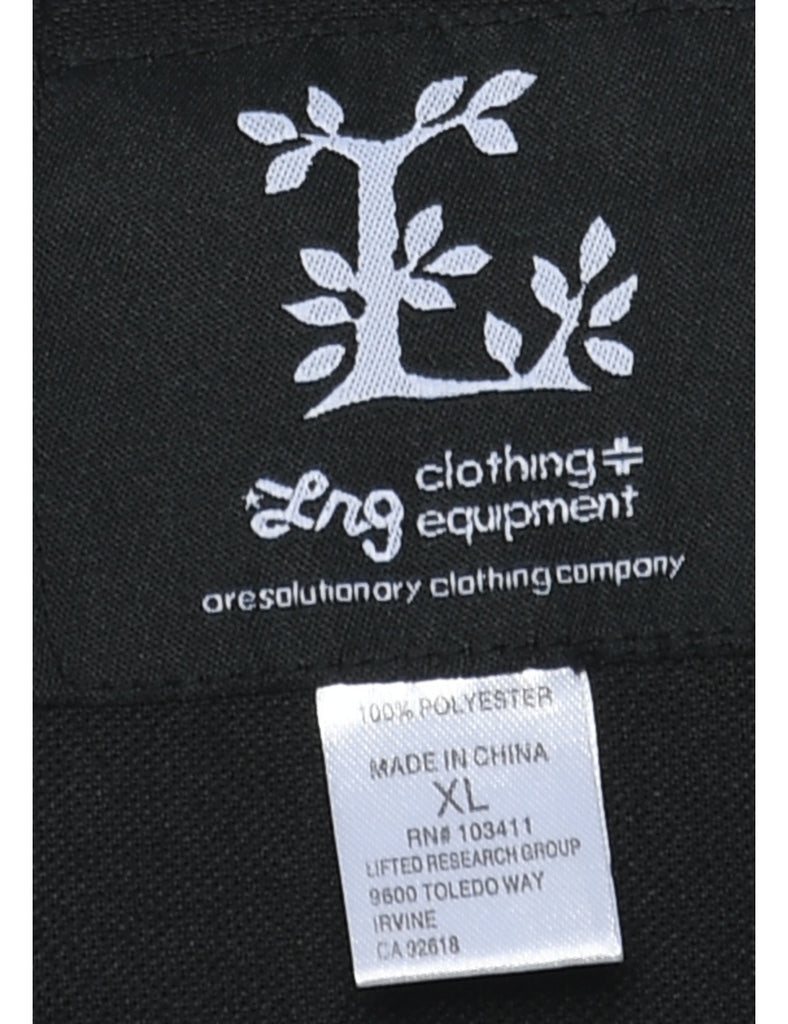 Lrg clothing +
equipment
a resolutionary clothing company
100% POLYESTER
MADE IN CHINA
XL
RN# 103411
LIFTED RESEARCH GROUP
9600 TOLEDO WAY
IRVINE
CA 92618